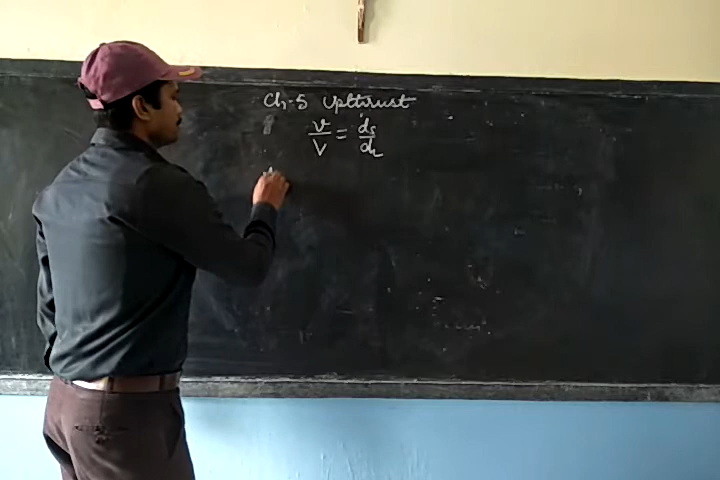 Ch-5 Upthrust
v/V = ds/dL